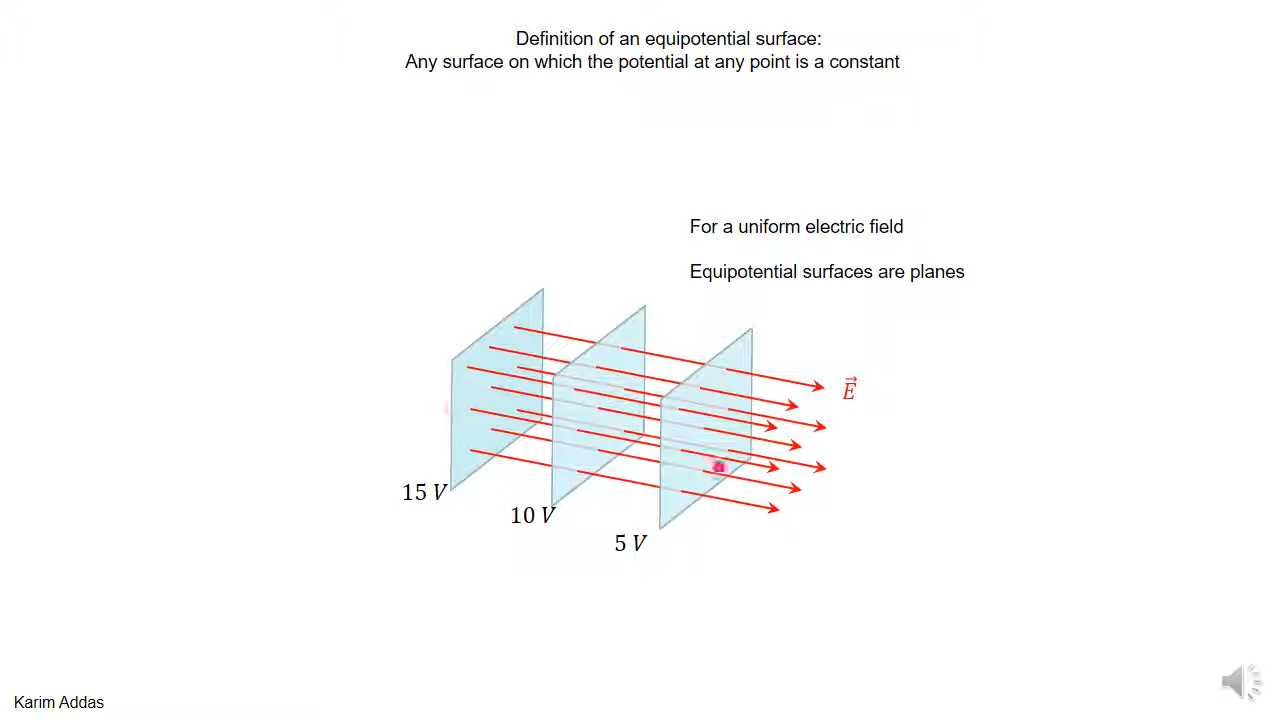 Definition of an equipotential surface:
Any surface on which the potential at any point is a constant
For a uniform electric field
Equipotential surfaces are planes
E⃗
15 V
10 V
5 V
Karim Addas